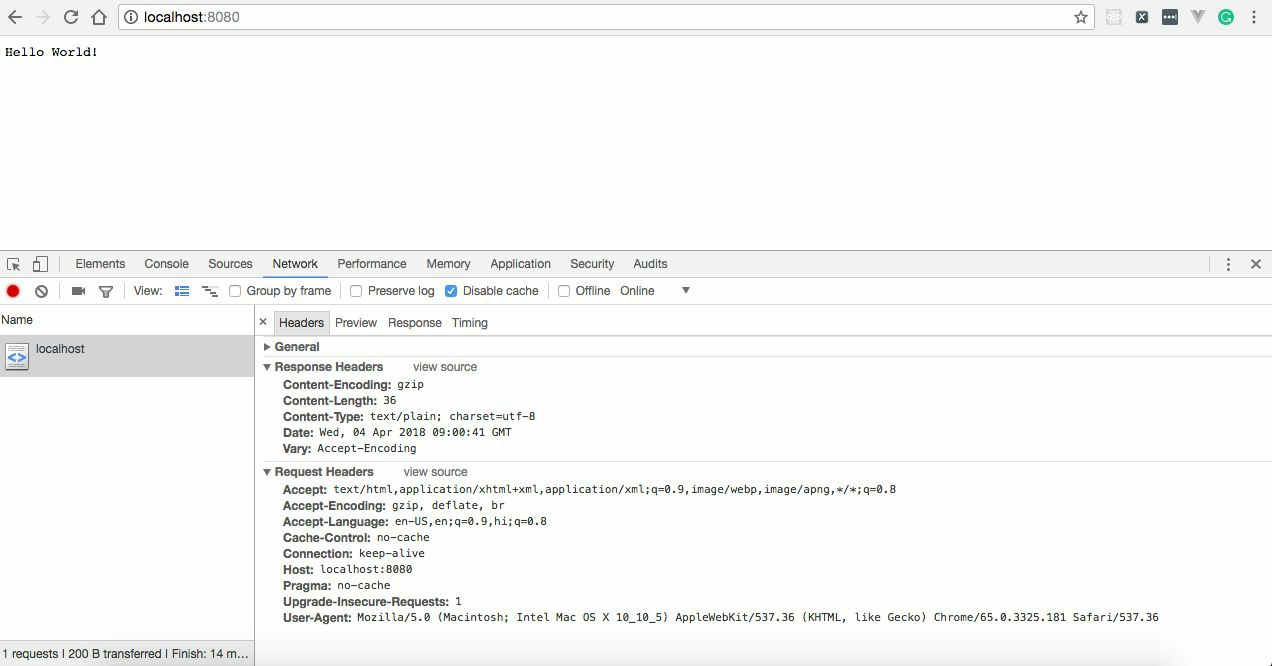 localhost:8080
Hello World!
Elements Console Sources Network Performance Memory Application Security Audits
View: Group by frame Preserve log Disable cache Offline Online
Name
Headers Preview Response Timing
localhost
General
Response Headers view source
Content-Encoding: gzip
Content-Length: 36
Content-Type: text/plain; charset=utf-8
Date: Wed, 04 Apr 2018 09:00:41 GMT
Vary: Accept-Encoding
Request Headers view source
Accept: text/html,application/xhtml+xml,application/xml;q=0.9,image/webp,image/apng,*/*;q=0.8
Accept-Encoding: gzip, deflate, br
Accept-Language: en-US,en;q=0.9,hi;q=0.8
Cache-Control: no-cache
Connection: keep-alive
Host: localhost:8080
Pragma: no-cache
Upgrade-Insecure-Requests: 1
User-Agent: Mozilla/5.0 (Macintosh; Intel Mac OS X 10_10_5) AppleWebKit/537.36 (KHTML, like Gecko) Chrome/65.0.3325.181 Safari/537.36
1 requests | 200 B transferred | Finish: 14 m...